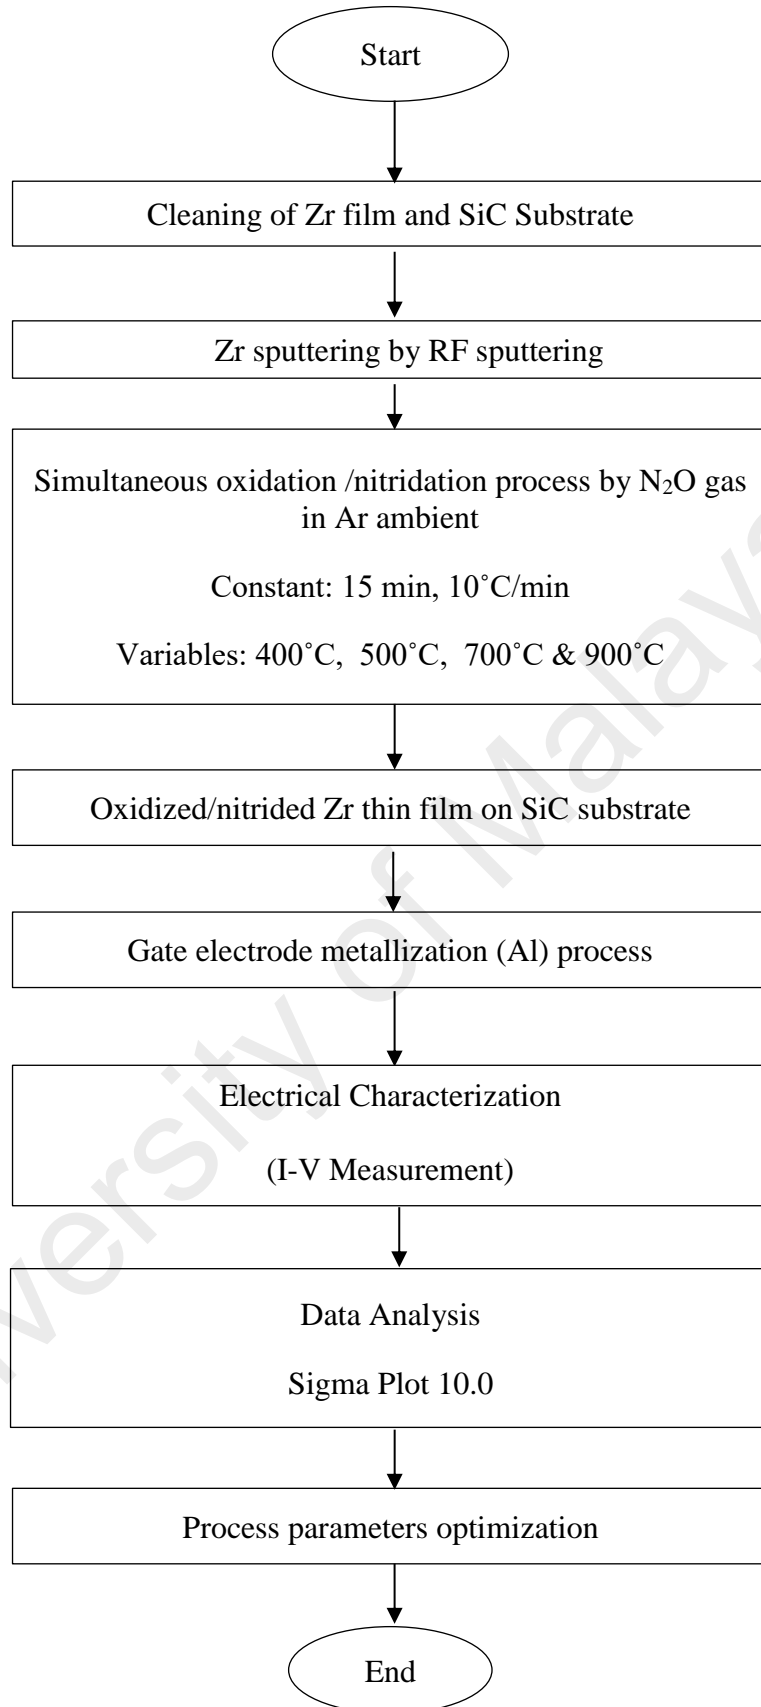 Start
Cleaning of Zr film and SiC Substrate
Zr sputtering by RF sputtering
Simultaneous oxidation /nitridation process by N₂O gas
in Ar ambient
Constant: 15 min, 10˚C/min
Variables: 400˚C, 500˚C, 700˚C & 900˚C
Oxidized/nitrided Zr thin film on SiC substrate
Gate electrode metallization (Al) process
Electrical Characterization
(I-V Measurement)
Data Analysis
Sigma Plot 10.0
Process parameters optimization
End
versity of Malaya